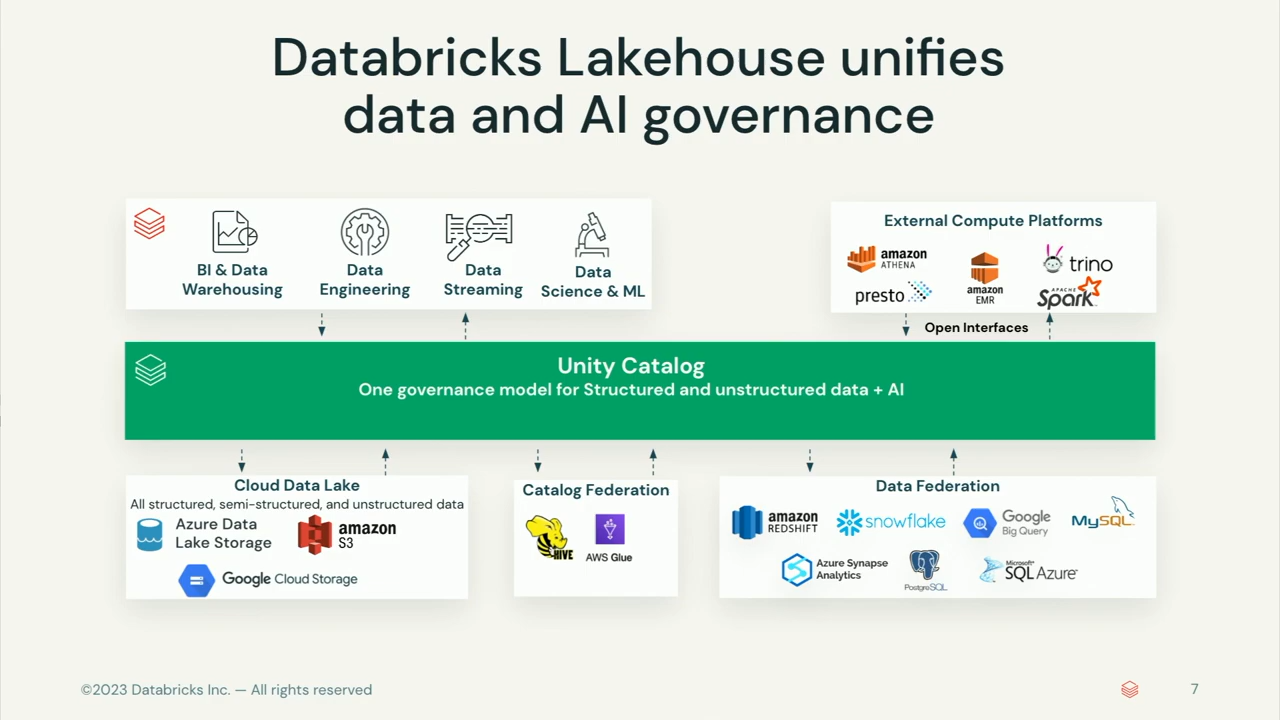 Databricks Lakehouse unifies
data and AI governance
BI & Data
Warehousing
Data
Engineering
Data
Streaming
Data
Science & ML
External Compute Platforms
amazon
ATHENA
presto
amazon
EMR
trino
APACHE
Spark
Open Interfaces
Unity Catalog
One governance model for Structured and unstructured data + AI
Cloud Data Lake
All structured, semi-structured, and unstructured data
Azure Data
Lake Storage
amazon
S3
Google Cloud Storage
Catalog Federation
HIVE
AWS Glue
Data Federation
amazon
REDSHIFT
snowflake
Google
Big Query
MySQL
Azure Synapse
Analytics
PostgreSQL
Microsoft
SQL Azure
©2023 Databricks Inc. — All rights reserved
7